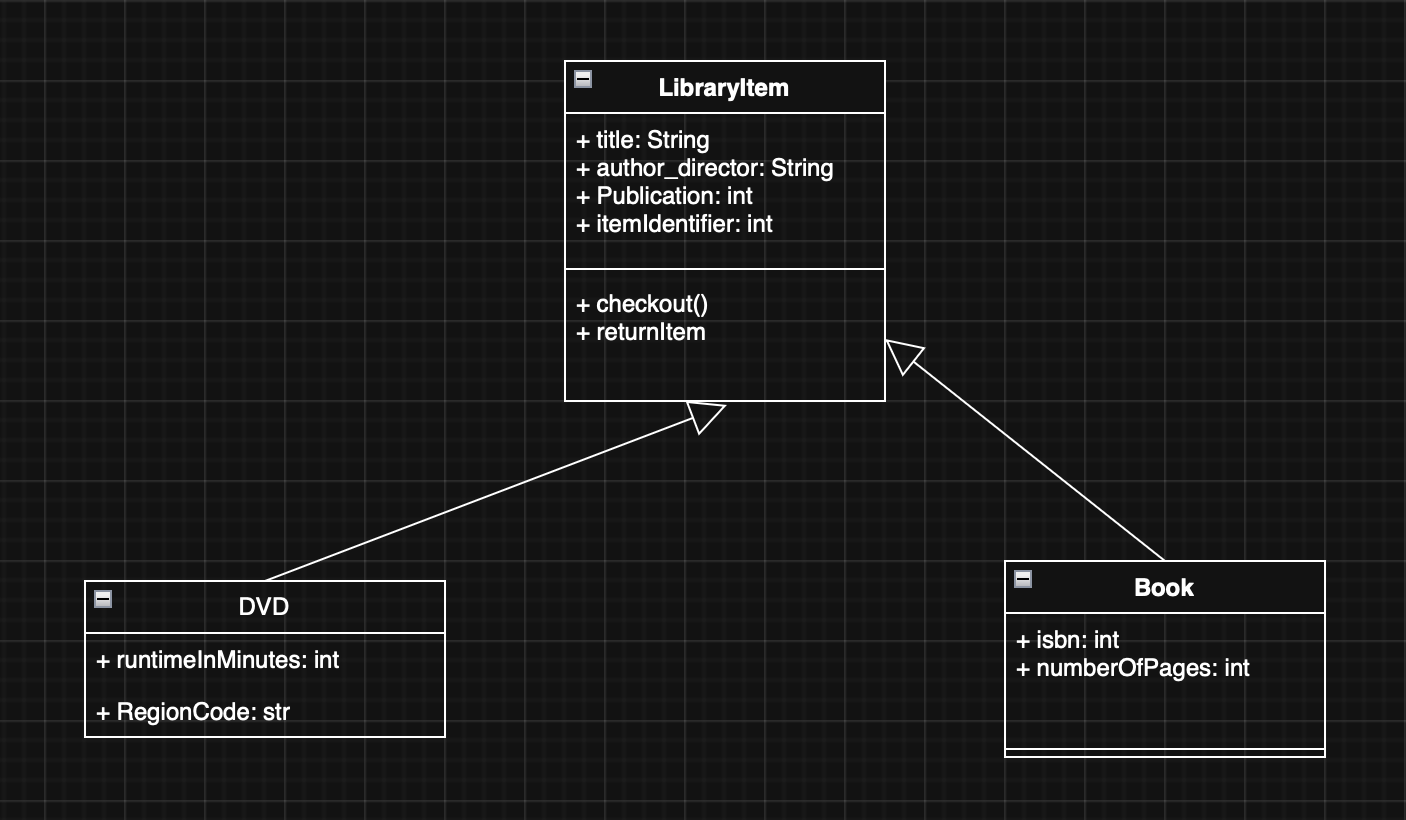 LibraryItem
+ title: String
+ author_director: String
+ Publication: int
+ itemIdentifier: int
+ checkout()
+ returnItem
DVD
+ runtimeInMinutes: int
+ RegionCode: str
Book
+ isbn: int
+ numberOfPages: int